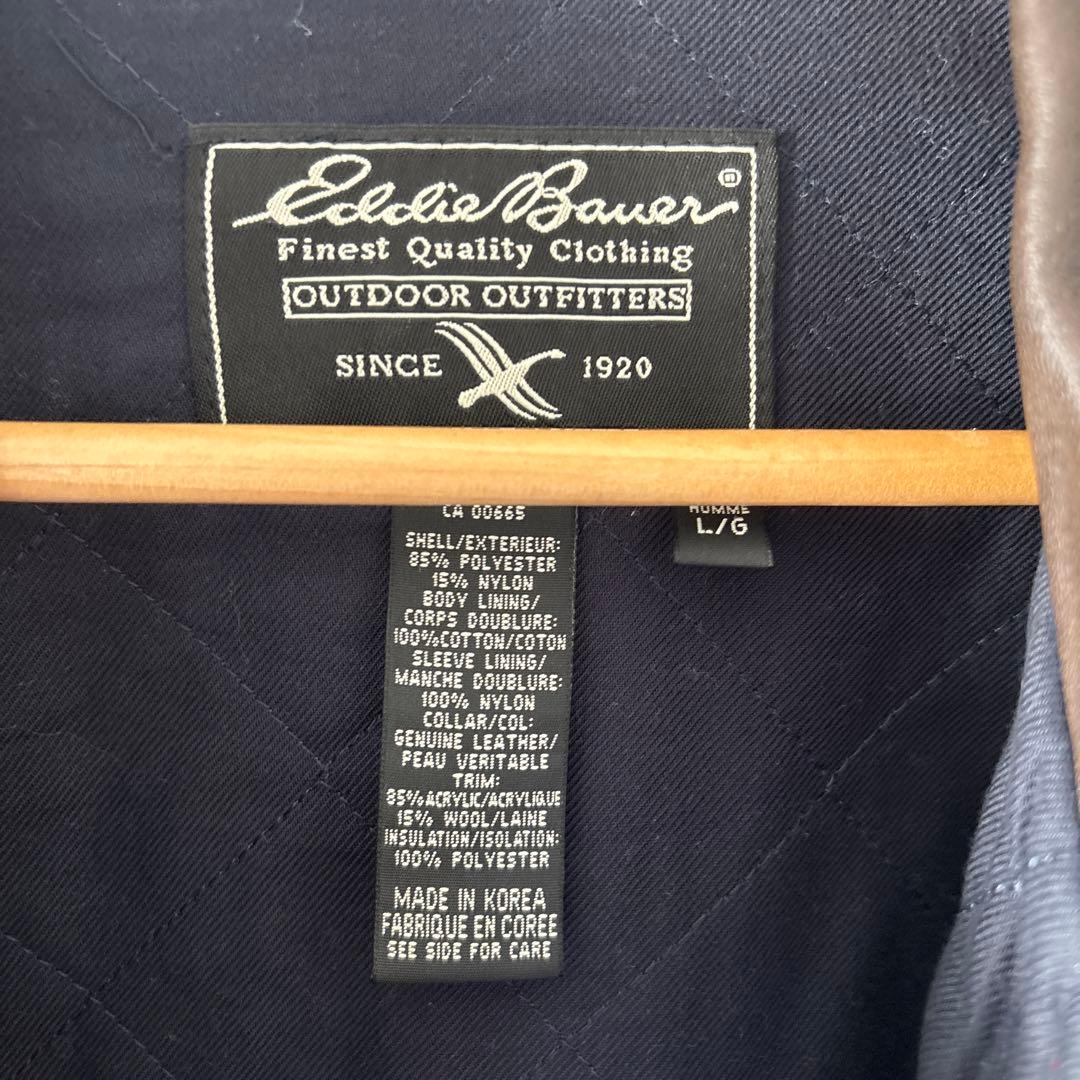 Eddie Bauer ®
Finest Quality Clothing
OUTDOOR OUTFITTERS
SINCE 1920
HOMME
L/G
CA 00665
SHELL/EXTERIEUR:
85% POLYESTER
15% NYLON
BODY LINING/
CORPS DOUBLURE:
100%COTTON/COTON
SLEEVE LINING/
MANCHE DOUBLURE:
100% NYLON
COLLAR/COL:
GENUINE LEATHER/
PEAU VERITABLE
TRIM:
85%ACRYLIC/ACRYLIQUE
15% WOOL/LAINE
INSULATION/ISOLATION:
100% POLYESTER
MADE IN KOREA
FABRIQUE EN COREE
SEE SIDE FOR CARE